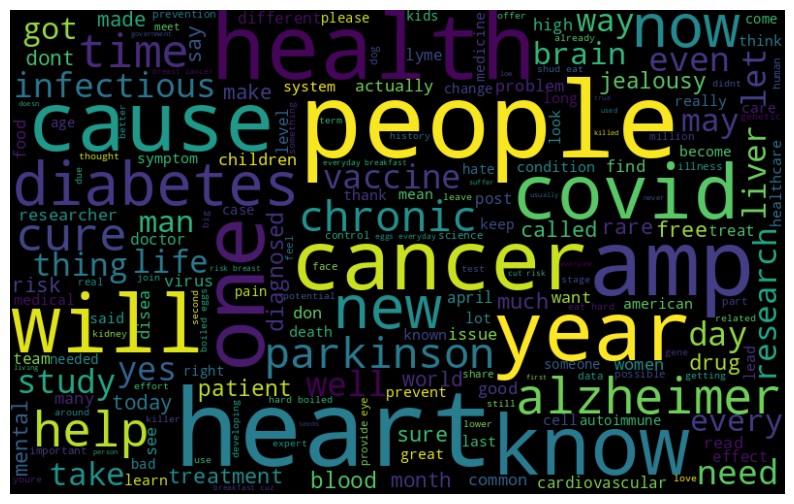 got
made
different
please
kids
high
way
now
come
think
prevention
meet
offer
already
health
dont
time
say
dog
lyme
medicine
shud eat
human
didnt
brain
even
let
infectious
make
system
actually
change
problem
long
jealousy
really
care
true
used
genetic
cause
people
level
something
look
may
killed
million
food
age
better
term
history
thought
due
symptom
children
everyday breakfast
suffer
hate
condition
find
become
illness
usually
never
covid
liver
healthcare
diabetes
one
vaccine
thank
mean
post
leave
keep
researcher
big
case
chronic
called
rare
free
treat
cure
man
doctor
diagnosed
feel
control
eggs everyday
science
thing
life
risk breast
face
test
cut risk
stage
everyone
risk
real
join
virus
pain
potential
cancer
amp
research
medical
said
disea
boiled eggs
second
don
april
new
lot
much
want
american
eat hard
part
related
will
kidney
death
known
issue
year
day
team
needed
yes
right
parkinson
share
someone
women
drug
living
effort
study
patient
well
world
prevent
good
data
possible
getting
lead
first
gene
many
today
killer
hard boiled
still
cell
autoimmune
alzheimer
help
around
see
developing
heart
provide eye
lower
sure
last
know
every
mental
important
person
bad
expert
read
effect
need
youre
take
learn
use
treatment
breakfast cuz
seems
blood
month
great
common
cardiovascular
love